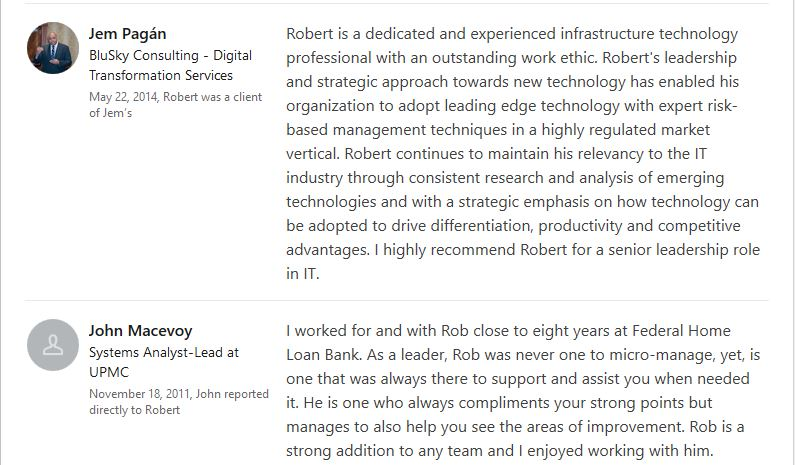 Jem Pagán
BluSky Consulting - Digital
Transformation Services
May 22, 2014, Robert was a client
of Jem's
Robert is a dedicated and experienced infrastructure technology
professional with an outstanding work ethic. Robert's leadership
and strategic approach towards new technology has enabled his
organization to adopt leading edge technology with expert risk-
based management techniques in a highly regulated market
vertical. Robert continues to maintain his relevancy to the IT
industry through consistent research and analysis of emerging
technologies and with a strategic emphasis on how technology can
be adopted to drive differentiation, productivity and competitive
advantages. I highly recommend Robert for a senior leadership role
in IT.
John Macevoy
Systems Analyst-Lead at
UPMC
November 18, 2011, John reported
directly to Robert
I worked for and with Rob close to eight years at Federal Home
Loan Bank. As a leader, Rob was never one to micro-manage, yet, is
one that was always there to support and assist you when needed
it. He is one who always compliments your strong points but
manages to also help you see the areas of improvement. Rob is a
strong addition to any team and I enjoyed working with him.